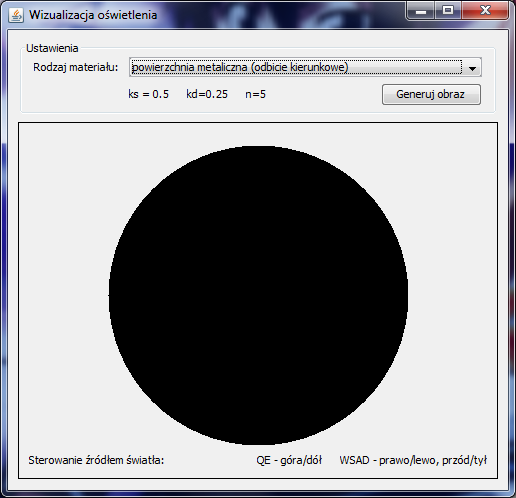 Wizualizacja oświetlenia
Ustawienia
Rodzaj materiału: powierzchnia metaliczna (odbicie kierunkowe)
ks = 0.5 kd=0.25 n=5 Generuj obraz
Sterowanie źródłem światła: QE - góra/dół WSAD - prawo/lewo, przód/tył